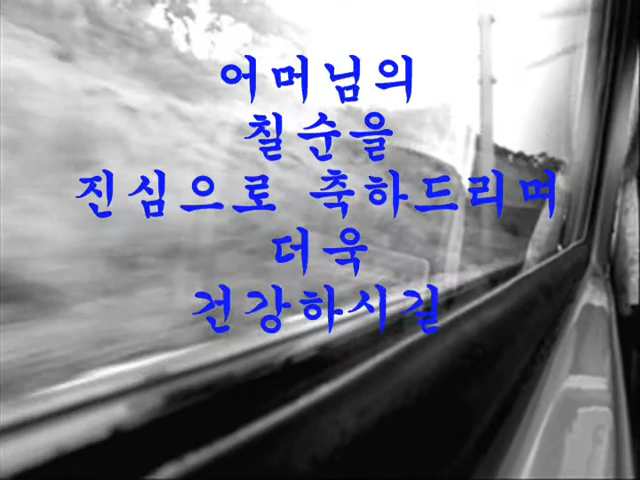 어머님의
칠순을
진심으로 축하드리며
더욱
건강하시길